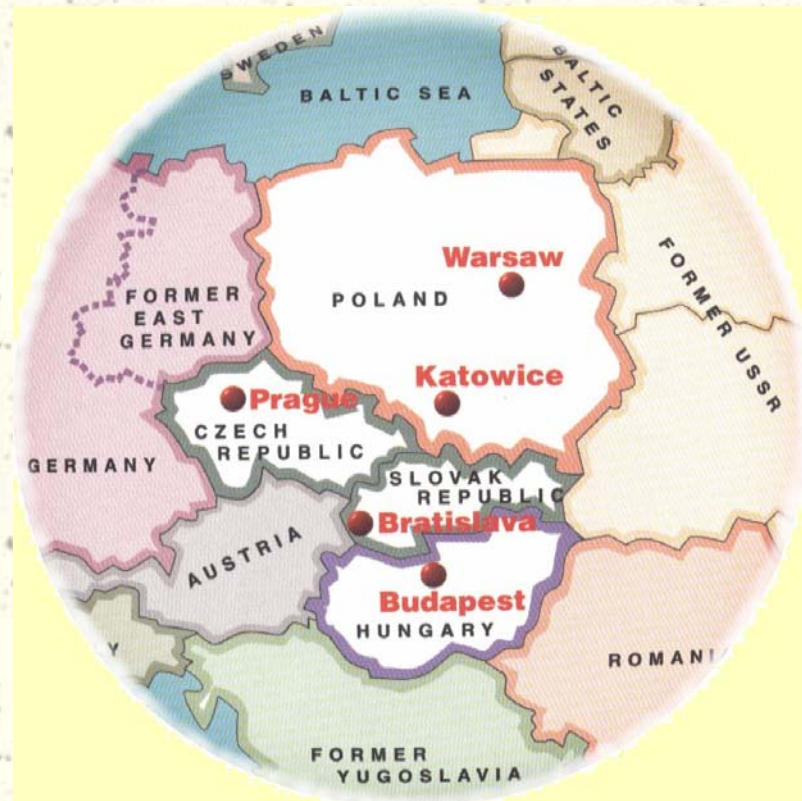 SWEDEN
BALTIC SEA
BALTIC
STATES
Warsaw
POLAND
FORMER USSR
FORMER
EAST
GERMANY
Katowice
Prague
CZECH
REPUBLIC
GERMANY
SLOVAK
REPUBLIC
Bratislava
AUSTRIA
Budapest
HUNGARY
Y
ROMANIA
FORMER
YUGOSLAVIA